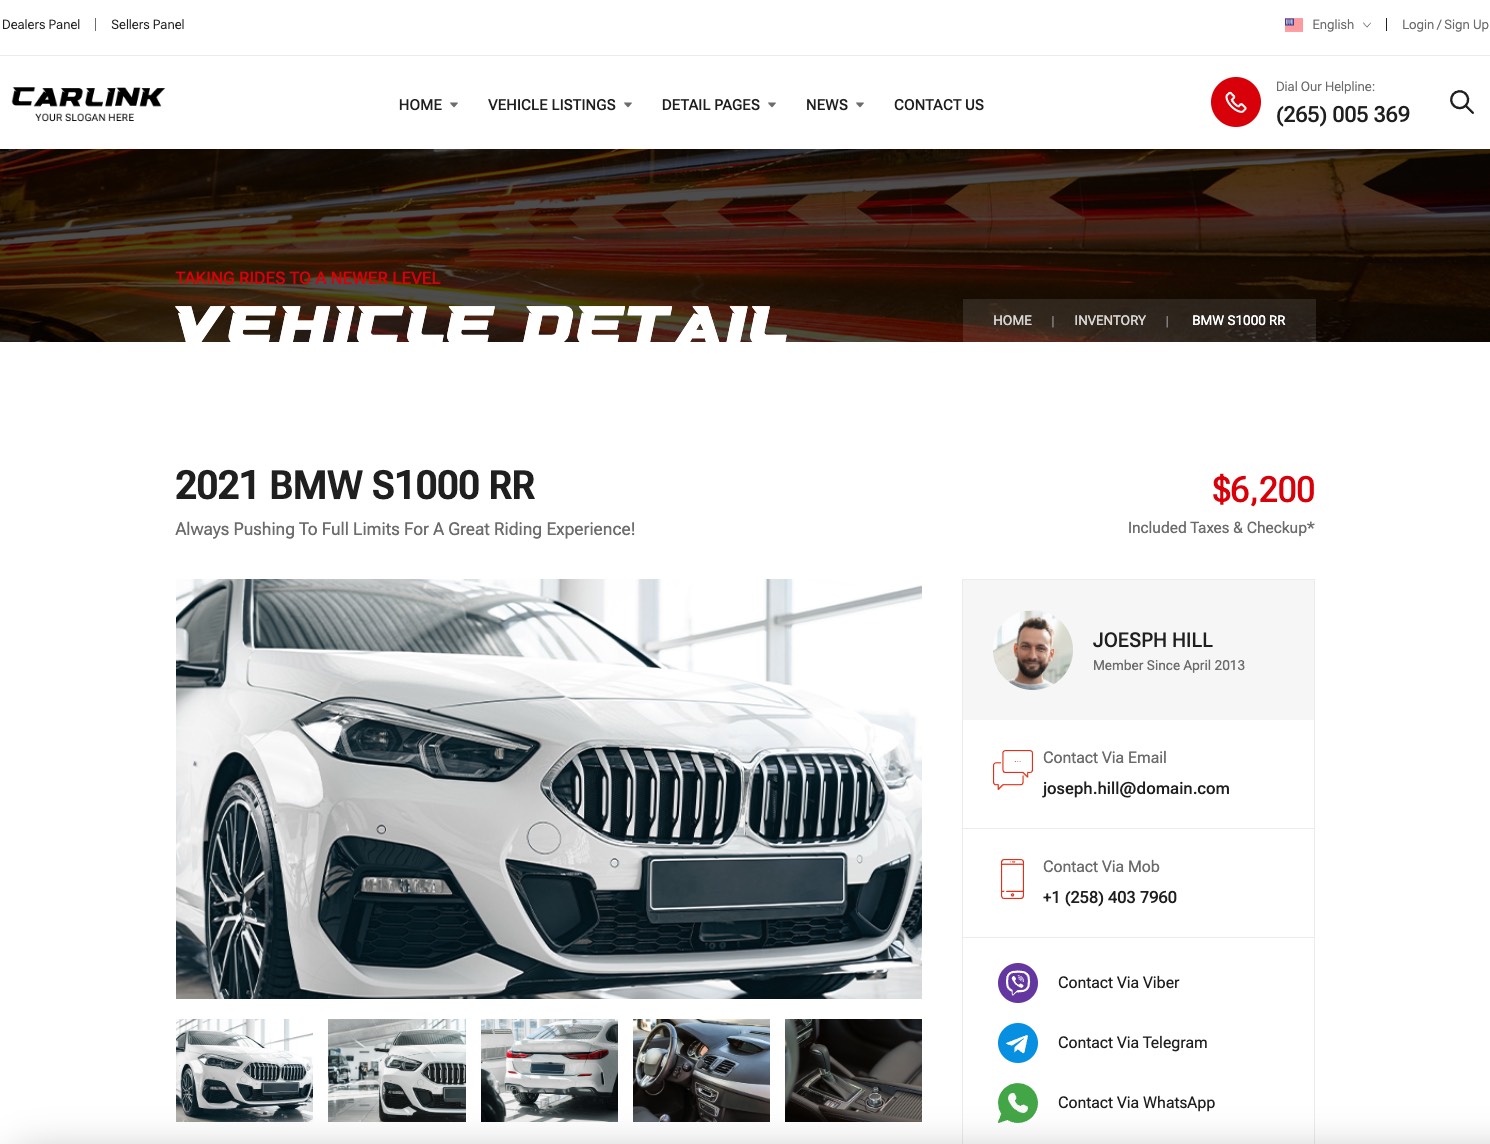 Dealers Panel | Sellers Panel
English | Login / Sign Up
CARLINK
YOUR SLOGAN HERE
HOME VEHICLE LISTINGS DETAIL PAGES NEWS CONTACT US
Dial Our Helpline:
(265) 005 369
TAKING RIDES TO A NEWER LEVEL
VEHICLE DETAIL
HOME | INVENTORY | BMW S1000 RR
2021 BMW S1000 RR
Always Pushing To Full Limits For A Great Riding Experience!
$6,200
Included Taxes & Checkup*
JOESPH HILL
Member Since April 2013
Contact Via Email
joseph.hill@domain.com
Contact Via Mob
+1 (258) 403 7960
Contact Via Viber
Contact Via Telegram
Contact Via WhatsApp